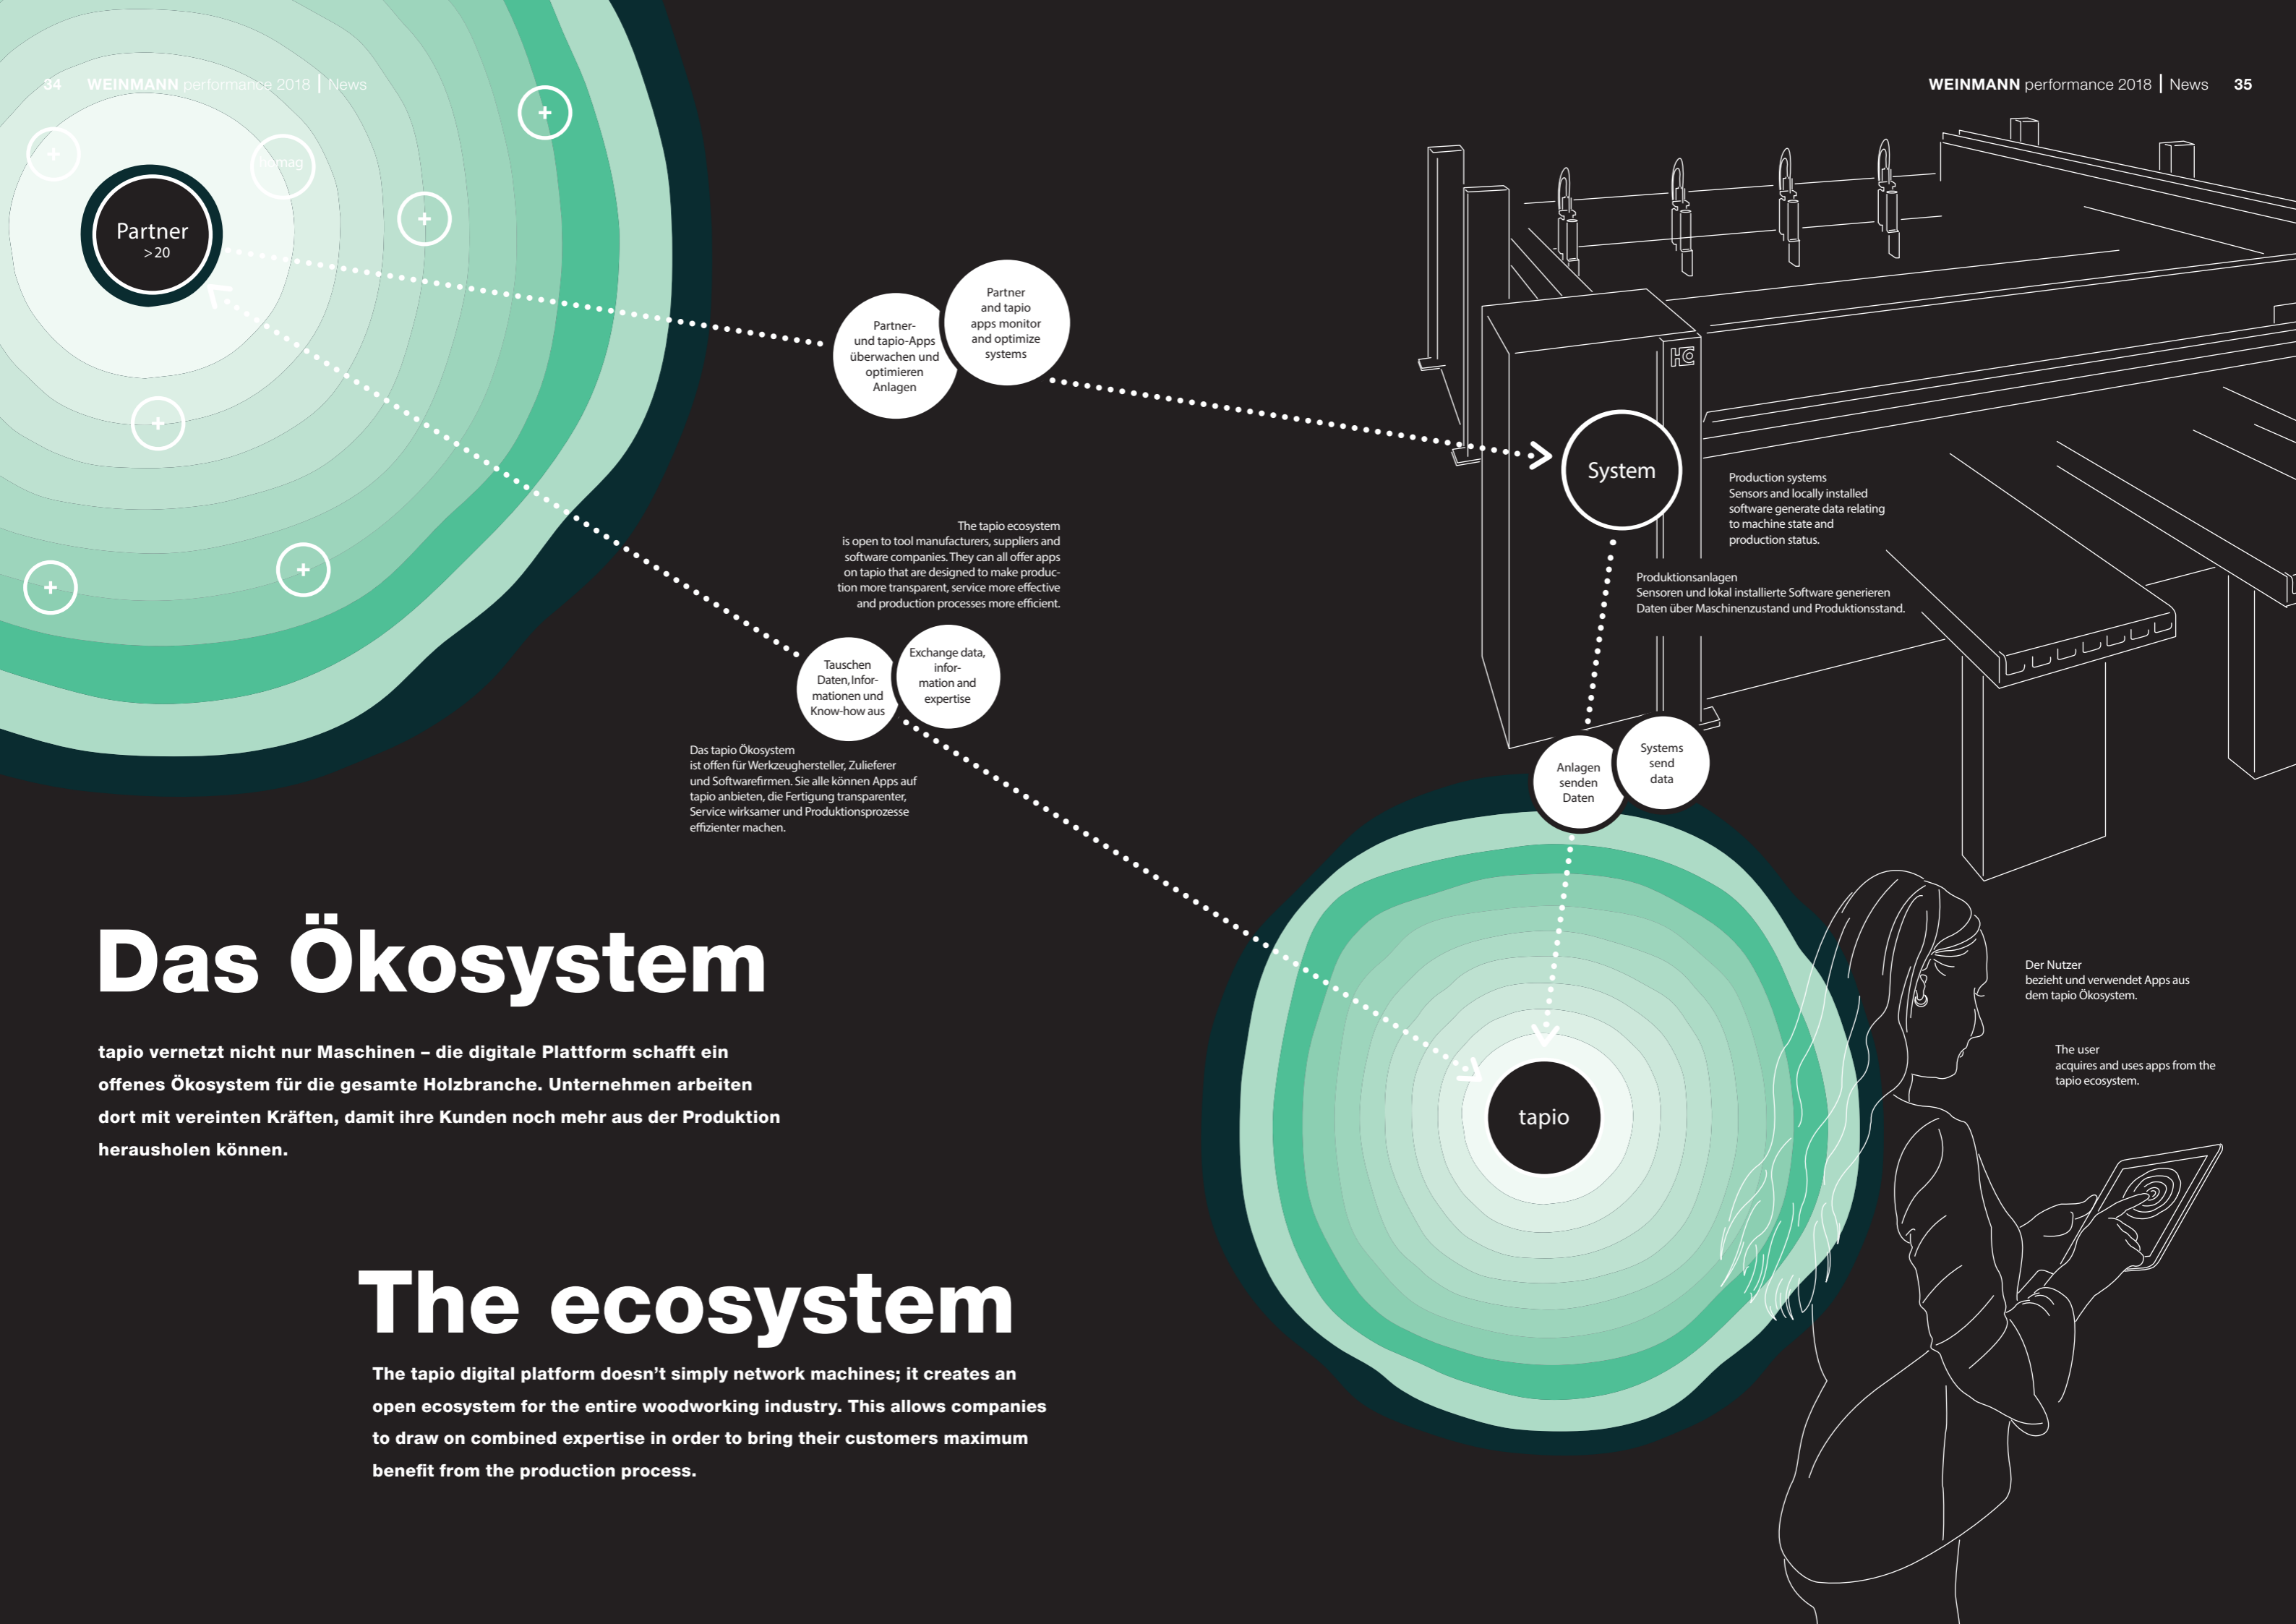 34 WEINMANN performance 2018 | News
WEINMANN performance 2018 | News 35
homag
Partner
>20
Partner-
und tapio-Apps
überwachen und
optimieren
Anlagen
Partner
and tapio
apps monitor
and optimize
systems
System
Production systems
Sensors and locally installed
software generate data relating
to machine state and
production status.
Produktionsanlagen
Sensoren und lokal installierte Software generieren
Daten über Maschinenzustand und Produktionsstand.
The tapio ecosystem
is open to tool manufacturers, suppliers and
software companies. They can all offer apps
on tapio that are designed to make produc-
tion more transparent, service more effective
and production processes more efficient.
Tauschen
Daten, Infor-
mationen und
Know-how aus
Exchange data,
infor-
mation and
expertise
Das tapio Ökosystem
ist offen für Werkzeughersteller, Zulieferer
und Softwarefirmen. Sie alle können Apps auf
tapio anbieten, die Fertigung transparenter,
Service wirksamer und Produktionsprozesse
effizienter machen.
Anlagen
senden
Daten
Systems
send
data
tapio
Der Nutzer
bezieht und verwendet Apps aus
dem tapio Ökosystem.
The user
acquires and uses apps from the
tapio ecosystem.
Das Ökosystem
tapio vernetzt nicht nur Maschinen – die digitale Plattform schafft ein
offenes Ökosystem für die gesamte Holzbranche. Unternehmen arbeiten
dort mit vereinten Kräften, damit ihre Kunden noch mehr aus der Produktion
herausholen können.
The ecosystem
The tapio digital platform doesn’t simply network machines; it creates an
open ecosystem for the entire woodworking industry. This allows companies
to draw on combined expertise in order to bring their customers maximum
benefit from the production process.